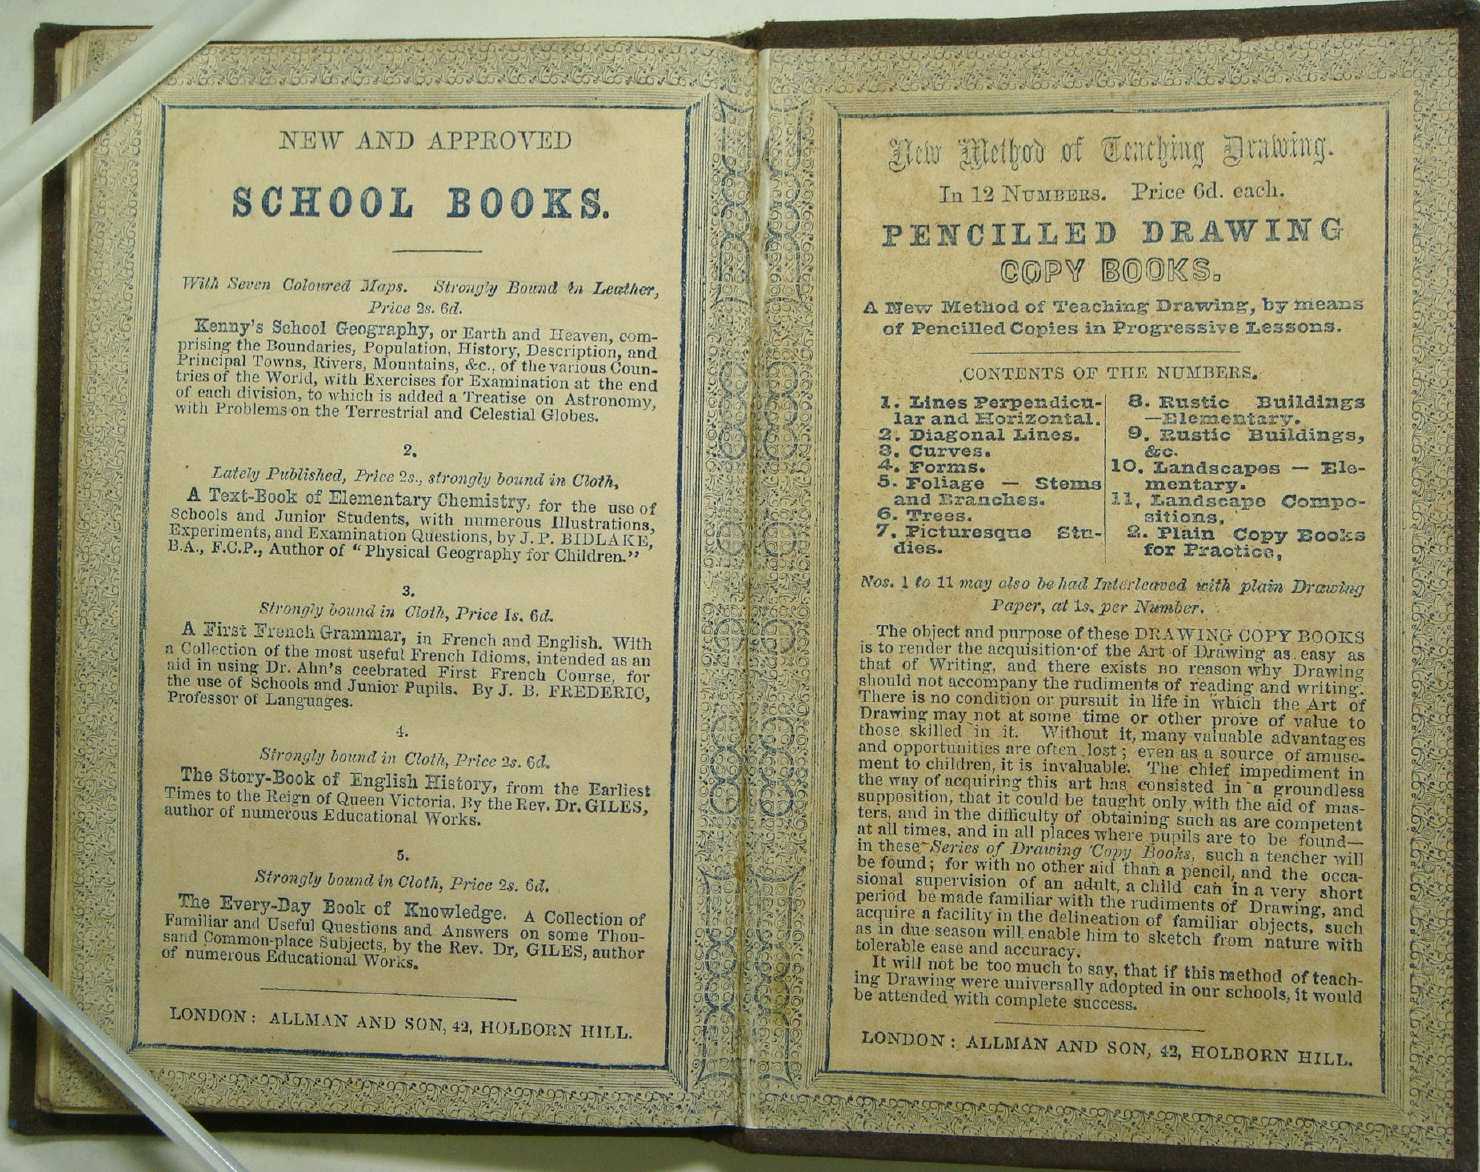 NEW AND APPROVED
SCHOOL BOOKS.
With Seven Coloured Maps. Strongly Bound in Leather,
Price 2s. 6d.
Kenny's School Geography, or Earth and Heaven, com-
prising the Boundaries, Population, History, Description, and
Principal Towns, Rivers, Mountains, &c., of the various Coun-
tries of the World, with Exercises for Examination at the end
of each division, to which is added a Treatise on Astronomy,
with Problems on the Terrestrial and Celestial Globes.
2.
Lately Published, Price 2s., strongly bound in Cloth,
A Text-Book of Elementary Chemistry, for the use of
Schools and Junior Students, with numerous Illustrations,
Experiments, and Examination Questions, by J. P. BIDLAKE,
B.A., F.C.P., Author of "Physical Geography for Children."
3.
Strongly bound in Cloth, Price 1s. 6d.
A First French Grammar, in French and English. With
a Collection of the most useful French Idioms, intended as an
aid in using Dr. Ahn's ceebrated First French Course, for
the use of Schools and Junior Pupils. By J. B. FREDERIC,
Professor of Languages.
4.
Strongly bound in Cloth, Price 2s. 6d.
The Story-Book of English History, from the Earliest
Times to the Reign of Queen Victoria. By the Rev. Dr. GILES,
author of numerous Educational Works.
5.
Strongly bound in Cloth, Price 2s. 6d.
The Every-Day Book of Knowledge. A Collection of
Familiar and Useful Questions and Answers on some Thou-
sand Common-place Subjects, by the Rev. Dr, GILES, author
of numerous Educational Works.
LONDON: ALLMAN AND SON, 42, HOLBORN HILL.
New Method of Teaching Drawing.
In 12 NUMBERS. Price 6d. each.
PENCILLED DRAWING
COPY BOOKS.
A New Method of Teaching Drawing, by means
of Pencilled Copies in Progressive Lessons.
CONTENTS OF THE NUMBERS.
1. Lines Perpendicu-
lar and Horizontal.
2. Diagonal Lines.
3. Curves.
4. Forms.
5. Foliage — Stems
and Branches.
6. Trees.
7. Picturesque Stu-
dies.
8. Rustic Buildings
—Elementary.
9. Rustic Buildings,
&c.
10. Landscapes — Ele-
mentary.
11, Landscape Compo-
sitions.
2. Plain Copy Books
for Practice,
Nos. 1 to 11 may also be had Interleaved with plain Drawing
Paper, at 1s. per Number.
The object and purpose of these DRAWING COPY BOOKS
is to render the acquisition of the Art of Drawing as easy as
that of Writing, and there exists no reason why Drawing
should not accompany the rudiments of reading and writing.
There is no condition or pursuit in life in which the Art of
Drawing may not at some time or other prove of value to
those skilled in it. Without it, many valuable advantages
and opportunities are often lost; even as a source of amuse-
ment to children, it is invaluable. The chief impediment in
the way of acquiring this art has consisted in a groundless
supposition, that it could be taught only with the aid of mas-
ters, and in the difficulty of obtaining such as are competent
at all times, and in all places where pupils are to be found—
in these Series of Drawing Copy Books, such a teacher will
be found; for with no other aid than a pencil, and the occa-
sional supervision of an adult, a child can in a very short
period be made familiar with the rudiments of Drawing, and
acquire a facility in the delineation of familiar objects, such
as in due season will enable him to sketch from nature with
tolerable ease and accuracy.
It will not be too much to say, that if this method of teach-
ing Drawing were universally adopted in our schools, it would
be attended with complete success.
LONDON: ALLMAN AND SON, 42, HOLBORN HILL.